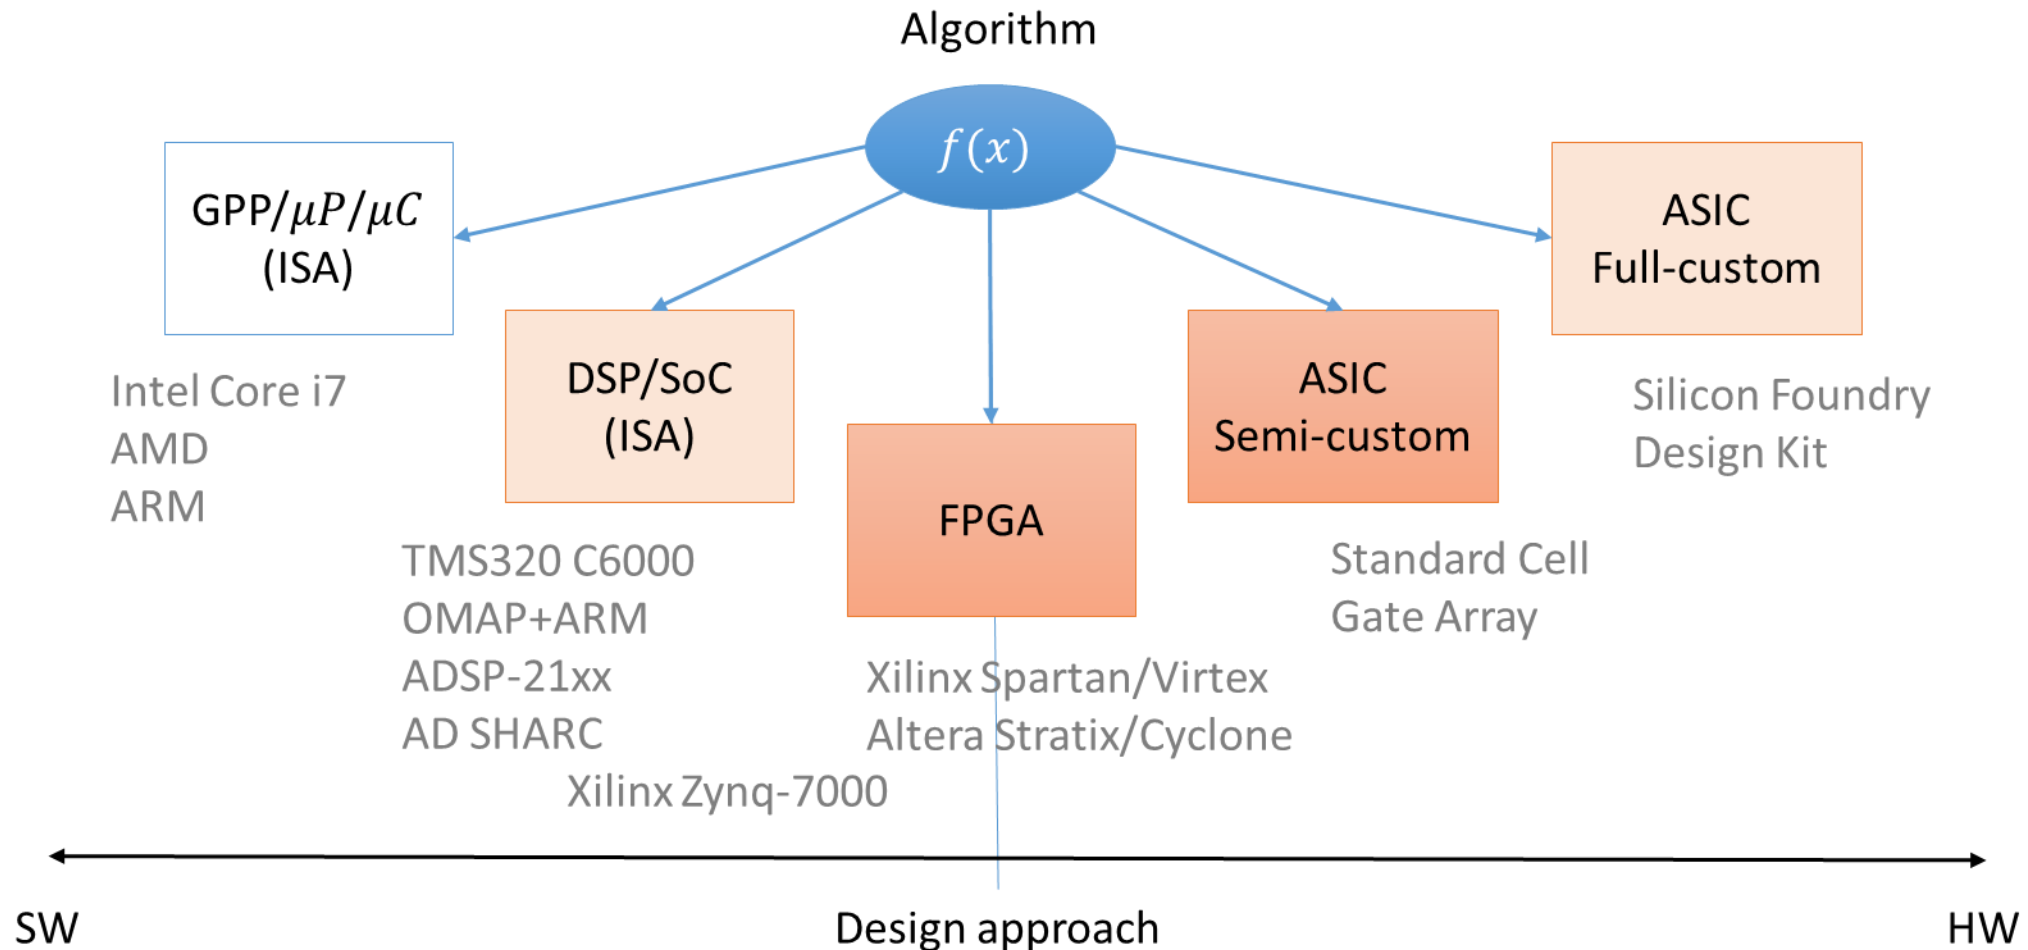 Algorithm
f(x)
GPP/μP/μC
(ISA)
Intel Core i7
AMD
ARM
DSP/SoC
(ISA)
TMS320 C6000
OMAP+ARM
ADSP-21xx
AD SHARC
Xilinx Zynq-7000
FPGA
Xilinx Spartan/Virtex
Altera Stratix/Cyclone
ASIC
Semi-custom
Standard Cell
Gate Array
ASIC
Full-custom
Silicon Foundry
Design Kit
SW
Design approach
HW